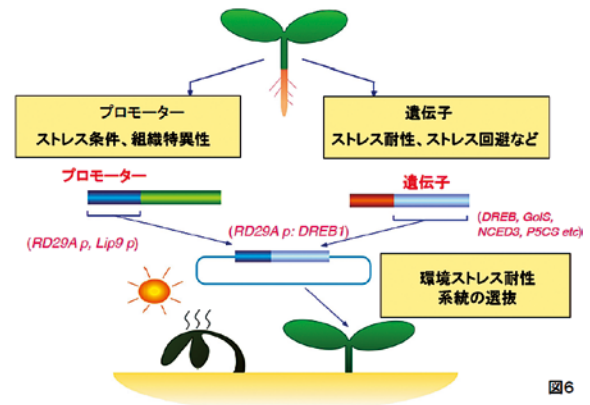 プロモーター
ストレス条件、組織特異性
遺伝子
ストレス耐性、ストレス回避など
プロモーター
遺伝子
(RD29A p, Lip9 p)
(RD29A p: DREB1)
(DREB, GolS,
NCED3, P5CS etc)
環境ストレス耐性
系統の選抜
図6